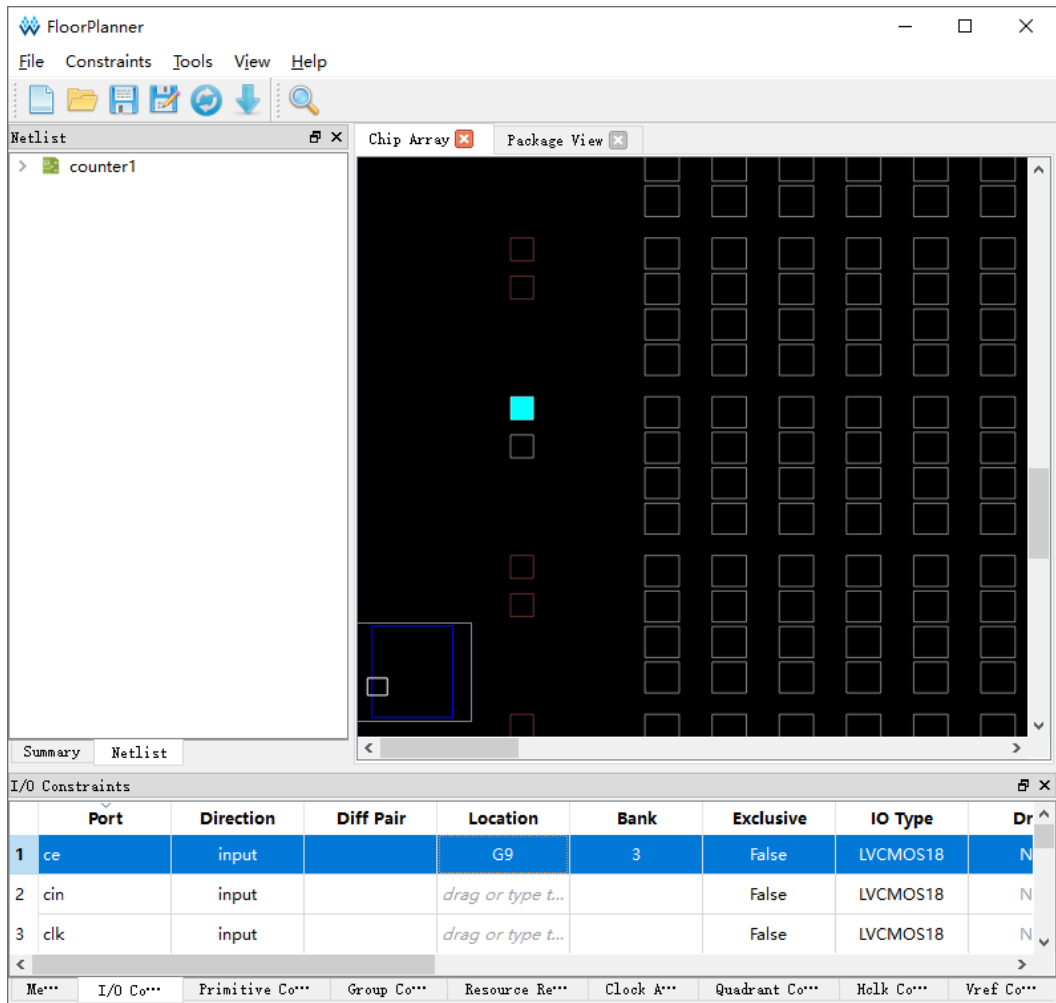 FloorPlanner
File Constraints Tools View Help
Netlist
Chip Array Package View
counter1
Summary Netlist
I/O Constraints
Port Direction Diff Pair Location Bank Exclusive IO Type Dr
1 ce input G9 3 False LVCMOS18 N
2 cin input drag or type t... False LVCMOS18 N
3 clk input drag or type t... False LVCMOS18 N
Me… I/O Co… Primitive Co… Group Co… Resource Re… Clock A… Quadrant Co… Hclk Co… Vref Co…